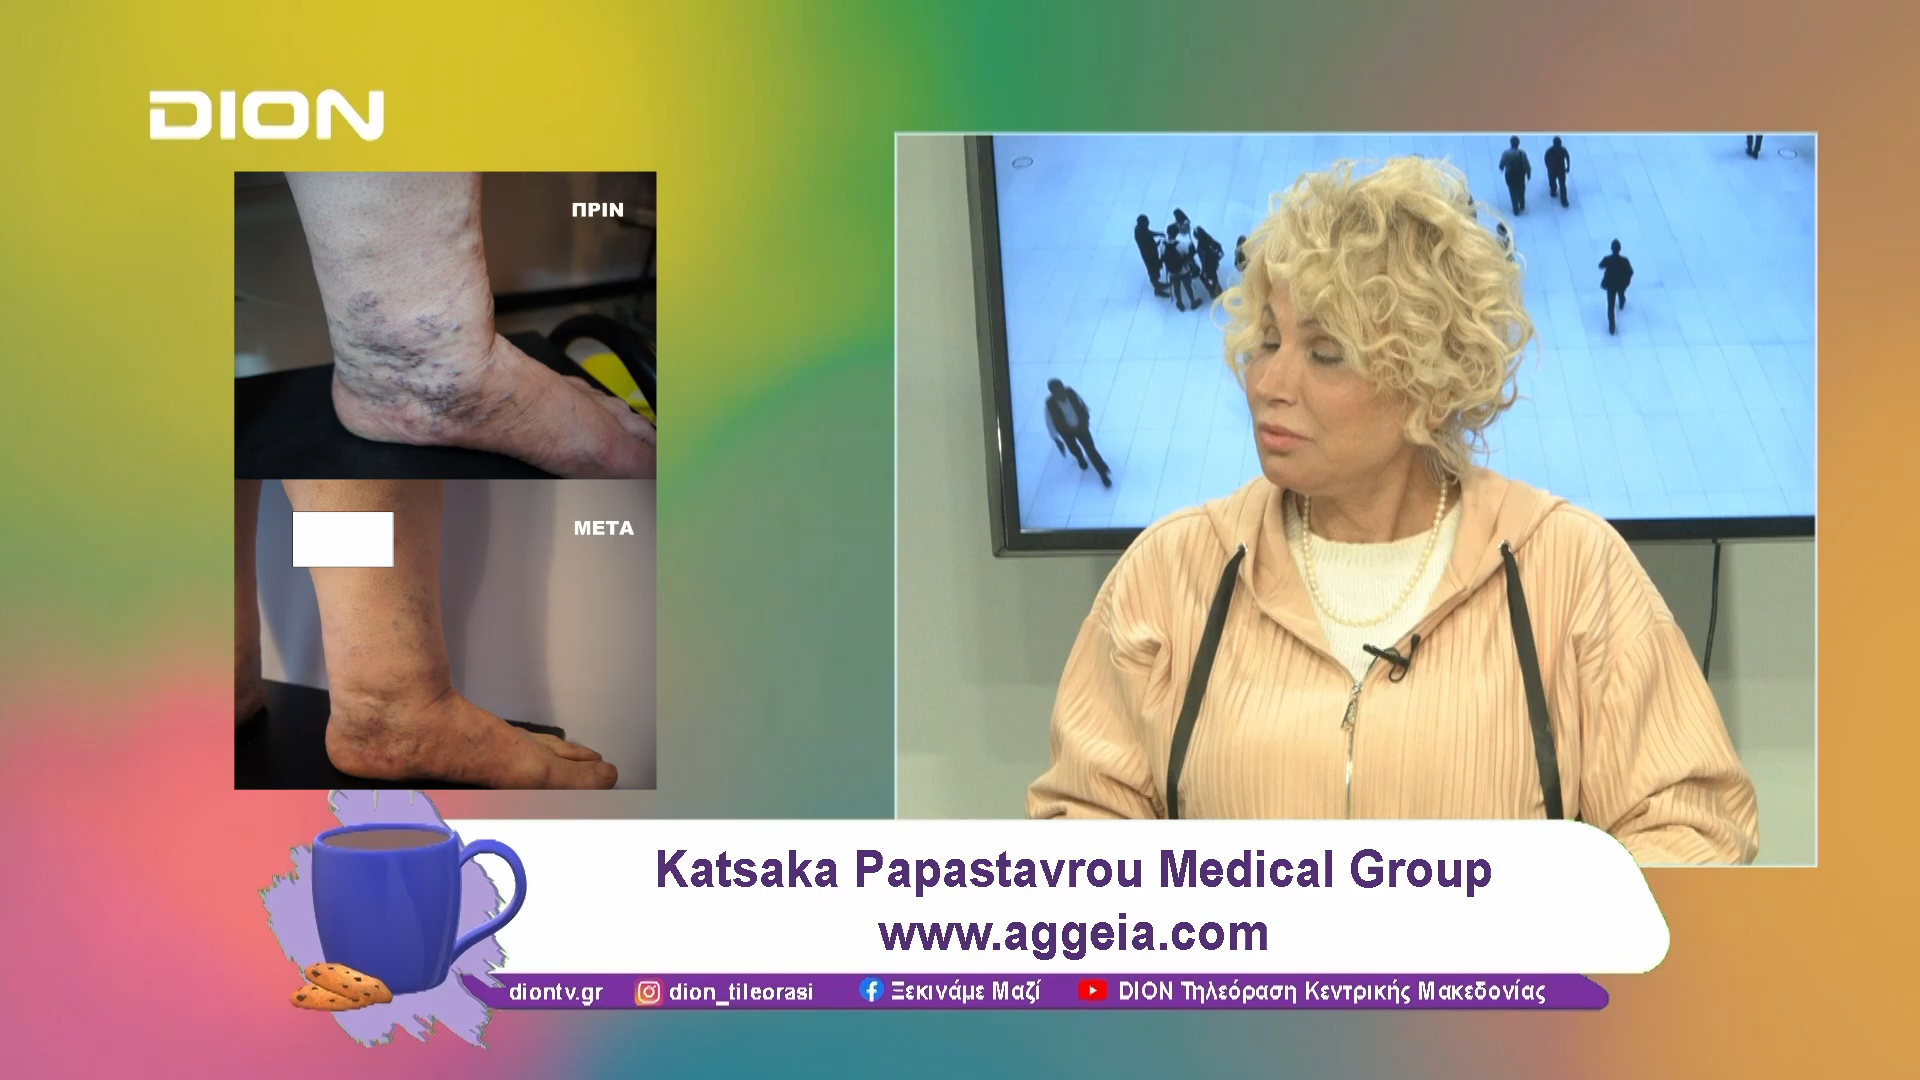 DION
ΠΡΙΝ
ΜΕΤΑ
Katsaka Papastavrou Medical Group
www.aggeia.com
diontv.gr dion_tileorasi Ξεκινάμε Μαζί DION Τηλεόραση Κεντρικής Μακεδονίας